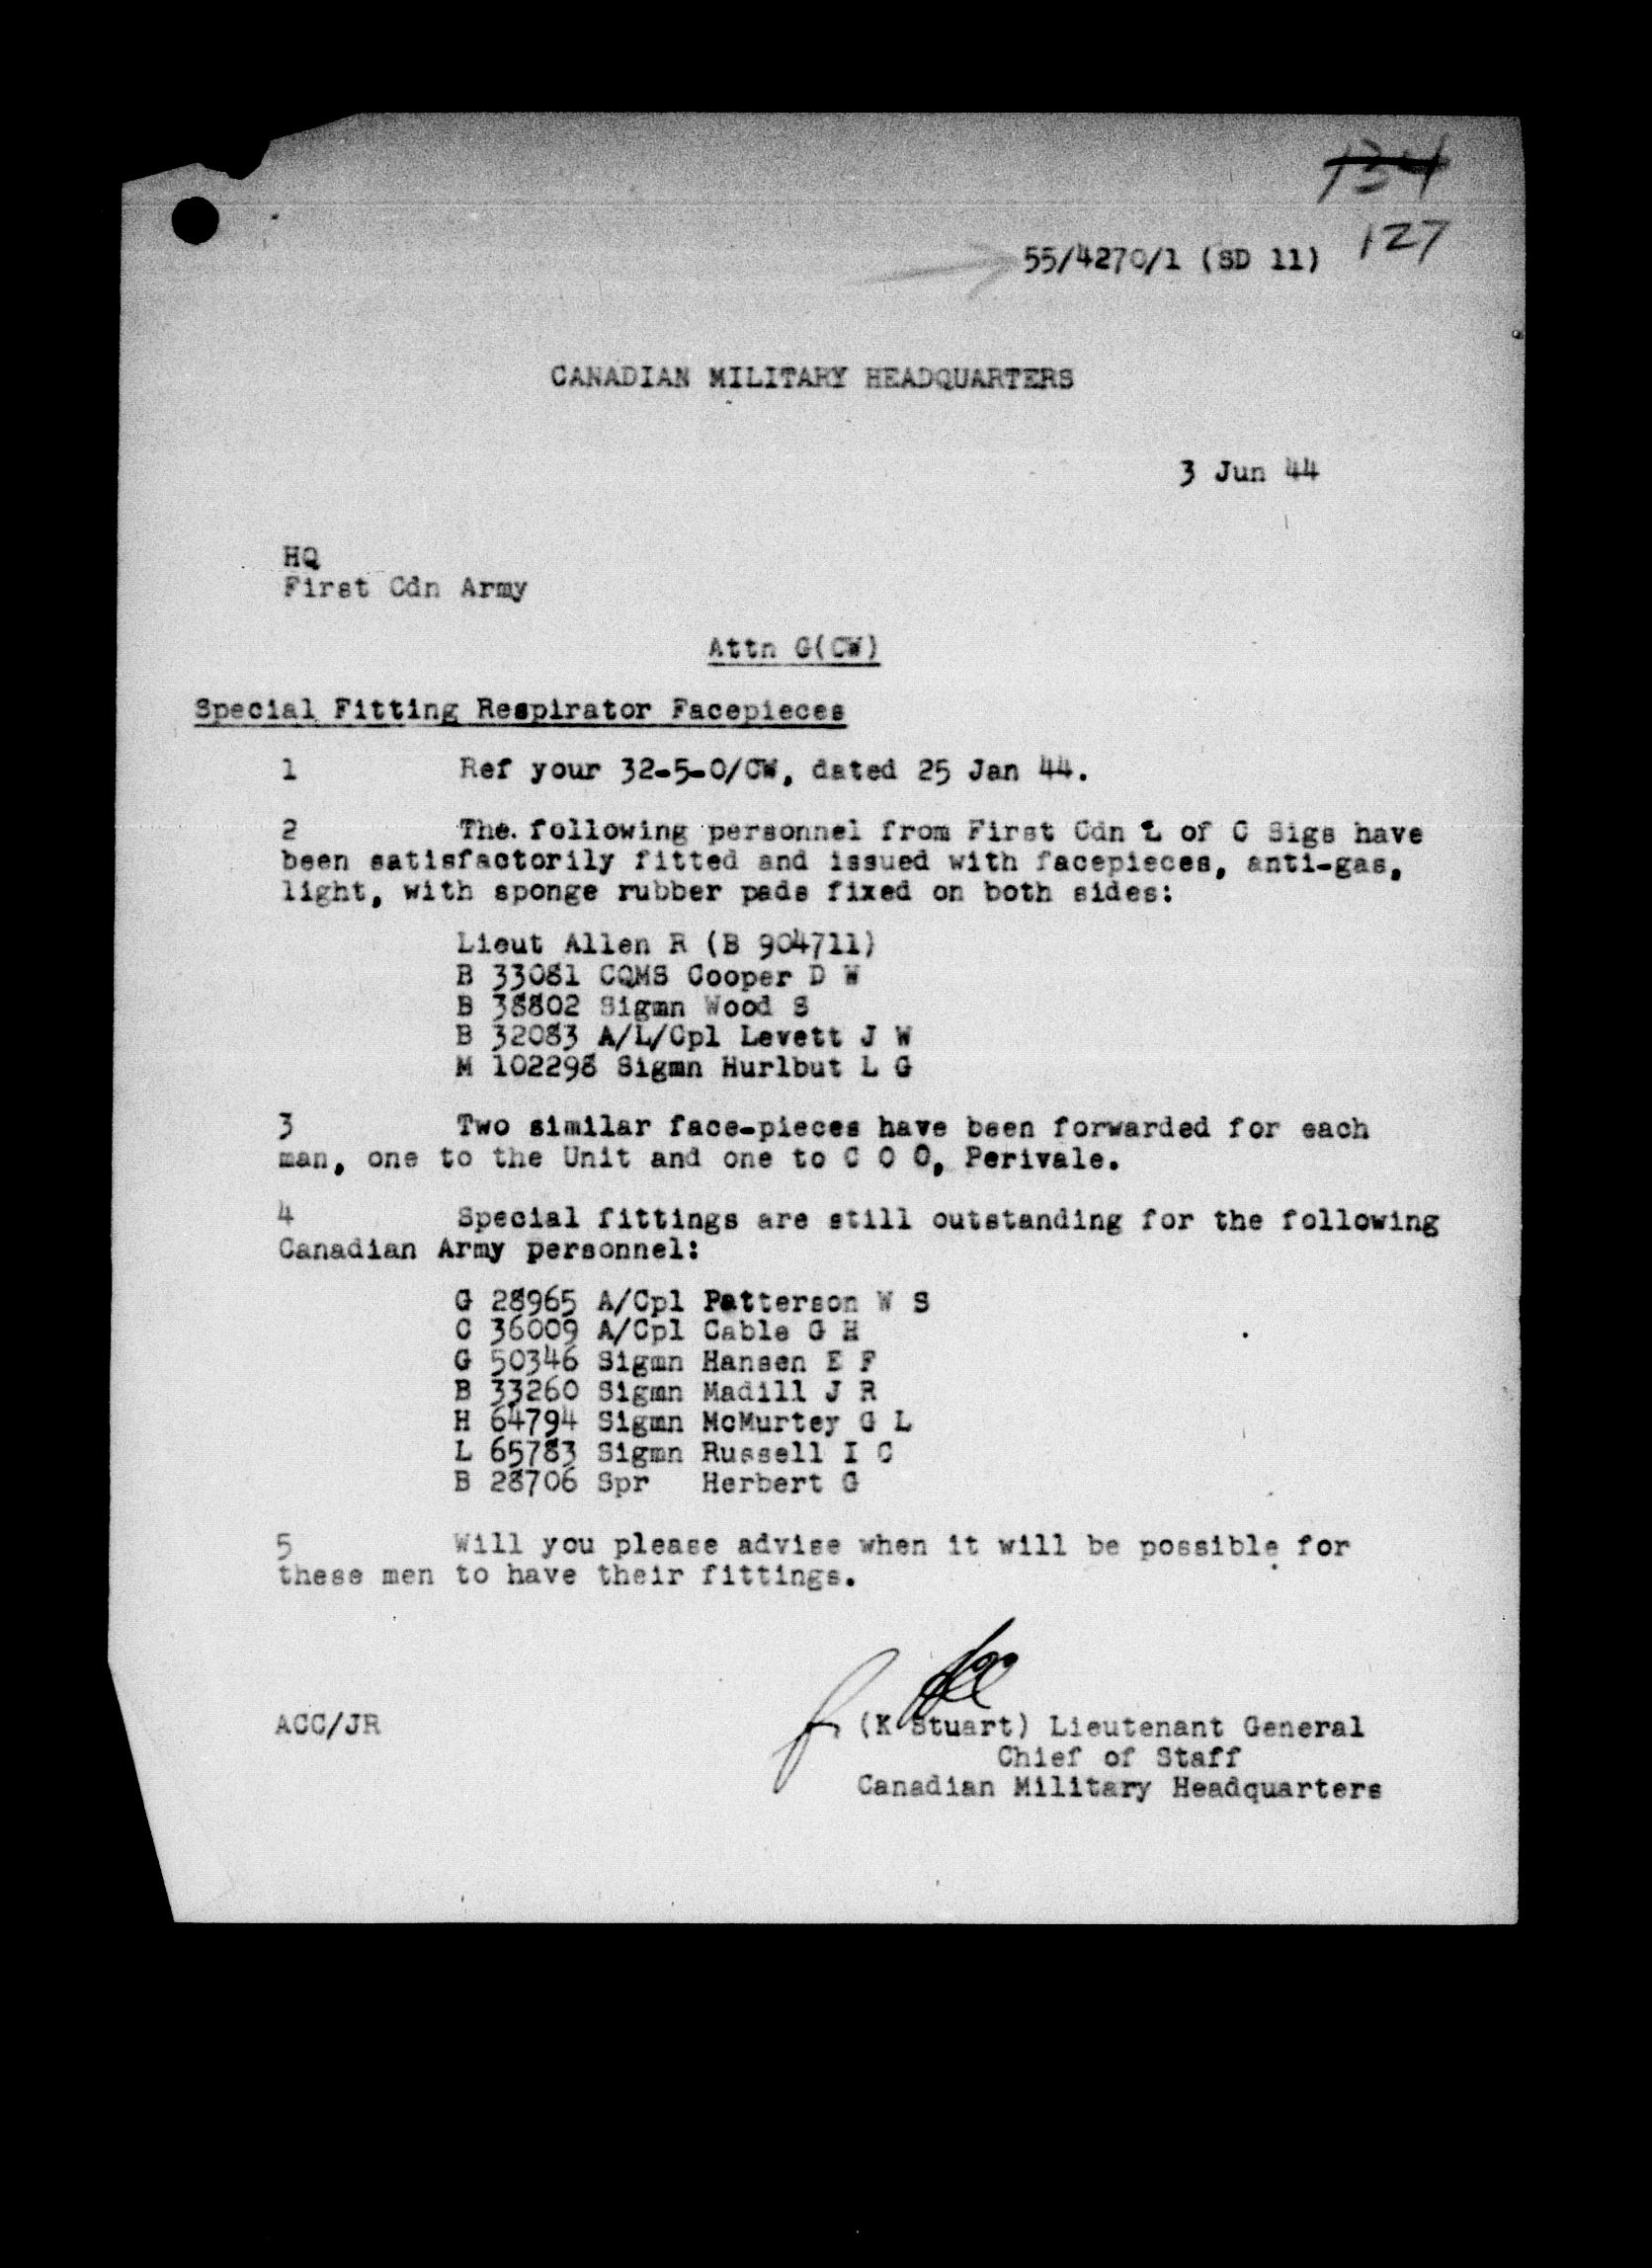 134
127
55/4270/1 (SD 11)
CANADIAN MILITARY HEADQUARTERS
3 Jun 44
HQ
First Cdn Army
Attn G(CW)
Special Fitting Respirator Facepieces
1 Ref your 32-5-0/CW, dated 25 Jan 44.
2 The following personnel from First Cdn L of C Sigs have
been satisfactorily fitted and issued with facepieces, anti-gas,
light, with sponge rubber pads fixed on both sides:
Lieut Allen R (B 904711)
B 33081 CQMS Cooper D W
B 38802 Sigmn Wood S
B 32083 A/L/Cpl Levett J W
M 102298 Sigmn Hurlbut L G
3 Two similar face-pieces have been forwarded for each
man, one to the Unit and one to C O O, Perivale.
4 Special fittings are still outstanding for the following
Canadian Army personnel:
G 28965 A/Cpl Patterson W S
C 36009 A/Cpl Cable G H
G 50346 Sigmn Hansen E F
B 33260 Sigmn Madill J R
H 64794 Sigmn McMurtey G L
L 65783 Sigmn Russell I C
B 28706 Spr Herbert G
5 Will you please advise when it will be possible for
these men to have their fittings.
ACC/JR
(K Stuart) Lieutenant General
Chief of Staff
Canadian Military Headquarters